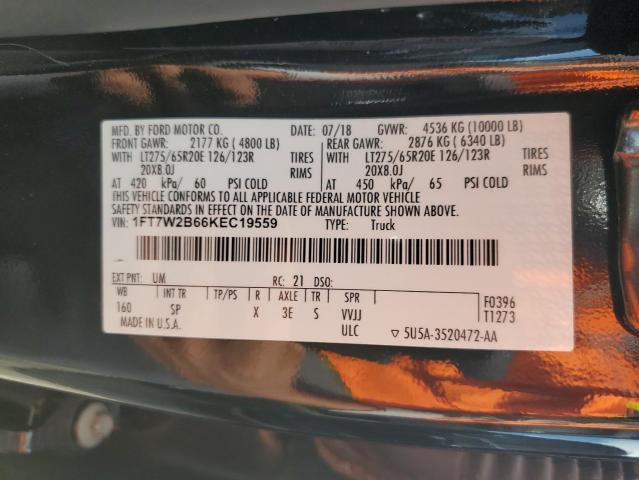 MFD. BY FORD MOTOR CO. DATE: 07/18 GVWR: 4536 KG (10000 LB)
FRONT GAWR: 2177 KG (4800 LB) REAR GAWR: 2876 KG (6340 LB)
WITH LT275/65R20E 126/123R TIRES WITH LT275/65R20E 126/123R TIRES
20X8.0J RIMS 20X8.0J RIMS
AT 420 kPa/ 60 PSI COLD AT 450 kPa/ 65 PSI COLD
THIS VEHICLE CONFORMS TO ALL APPLICABLE FEDERAL MOTOR VEHICLE
SAFETY STANDARDS IN EFFECT ON THE DATE OF MANUFACTURE SHOWN ABOVE.
VIN: 1FT7W2B66KEC19559 TYPE: Truck
EXT PNT: UM RC: 21 DSO:
WB INT TR TP/PS R AXLE TR SPR F0396
160 SP X 3E S VVJJ T1273
MADE IN U.S.A. ULC ▽ 5U5A-3520472-AA